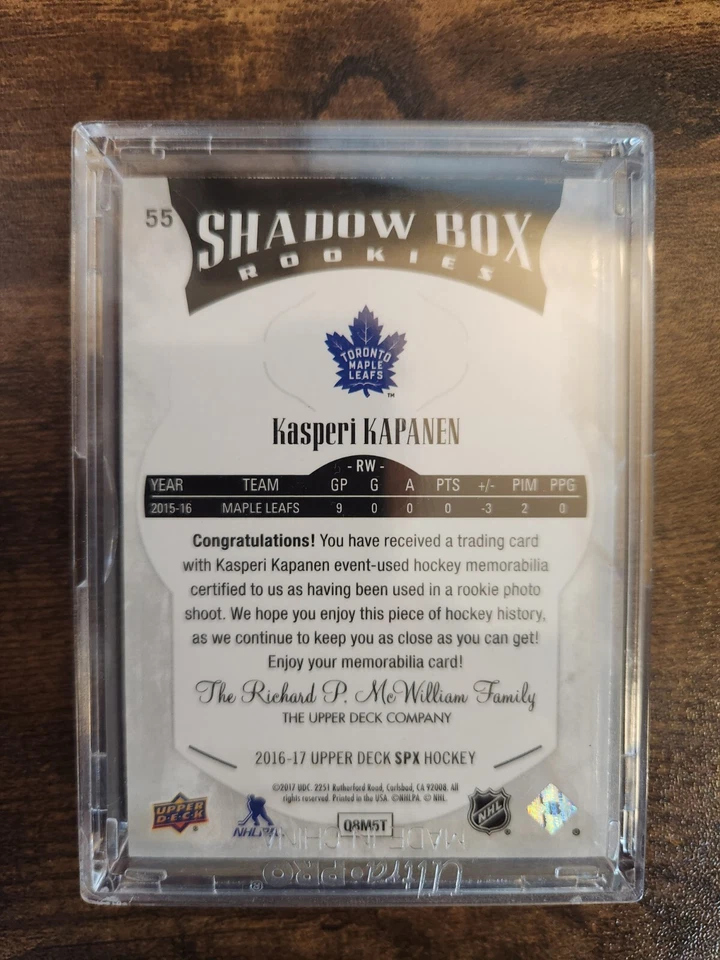 55
SHADOW BOX
ROOKIES
TORONTO
MAPLE
LEAFS
TM
Kasperi KAPANEN
- RW -
YEAR TEAM GP G A PTS +/- PIM PPG
2015-16 MAPLE LEAFS 9 0 0 0 -3 2 0
Congratulations! You have received a trading card
with Kasperi Kapanen event-used hockey memorabilia
certified to us as having been used in a rookie photo
shoot. We hope you enjoy this piece of hockey history,
as we continue to keep you as close as you can get!
Enjoy your memorabilia card!
The Richard P. McWilliam Family
THE UPPER DECK COMPANY
2016-17 UPPER DECK SPX HOCKEY
©2017 UDC. 2251 Rutherford Road, Carlsbad, CA 92008. All
rights reserved. Printed in the USA. ©NHLPA. © NHL.
UPPER
DECK
NHLPA
Q8M5T
NHL
MADE IN CHINA
UltraPRO